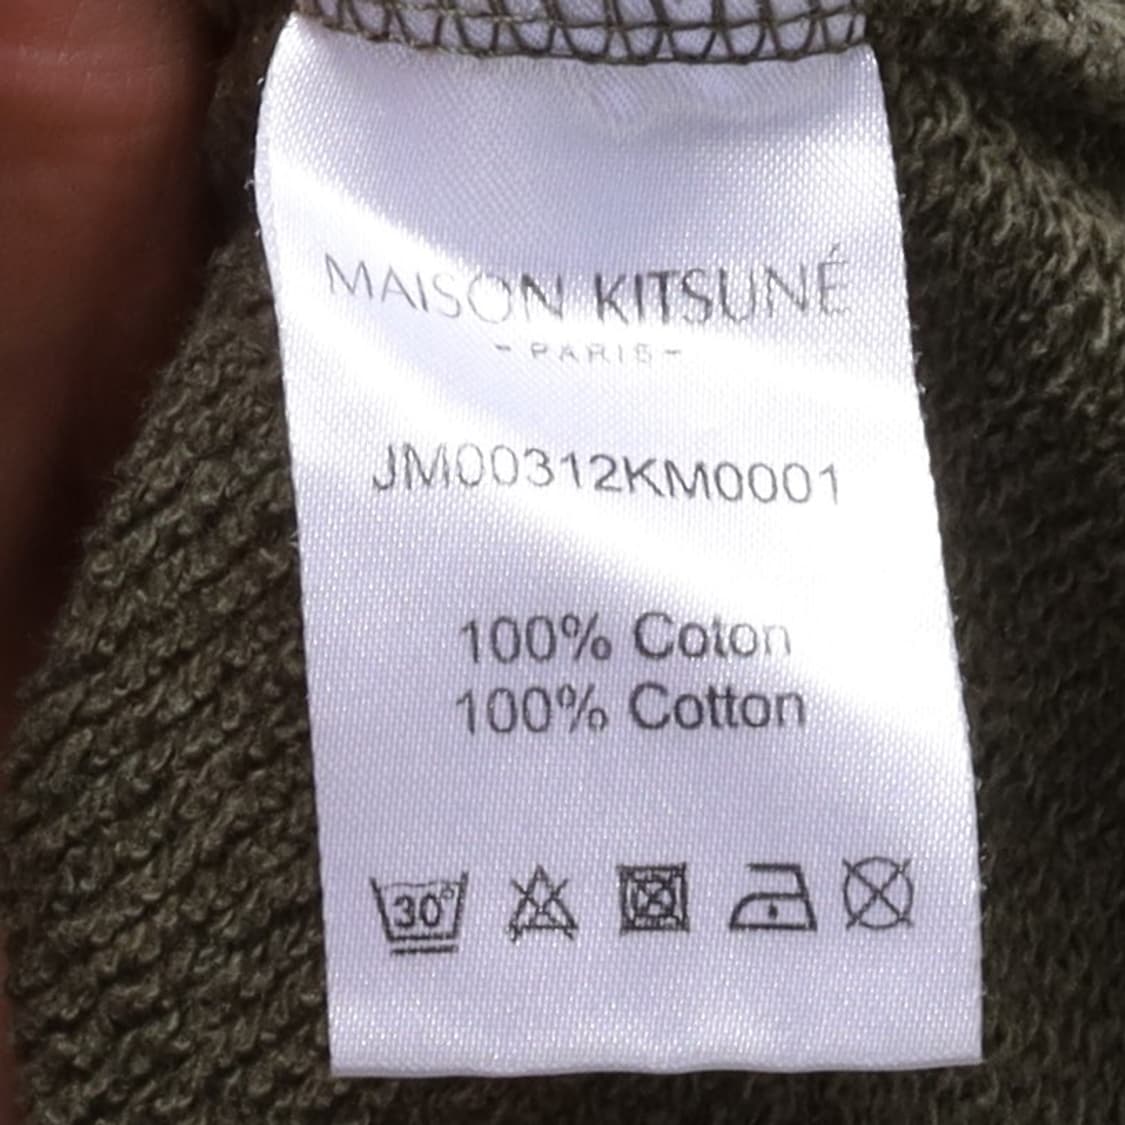 MAISON KITSUNÉ
- PARIS -
JM00312KM0001
100% Coton
100% Cotton
30°